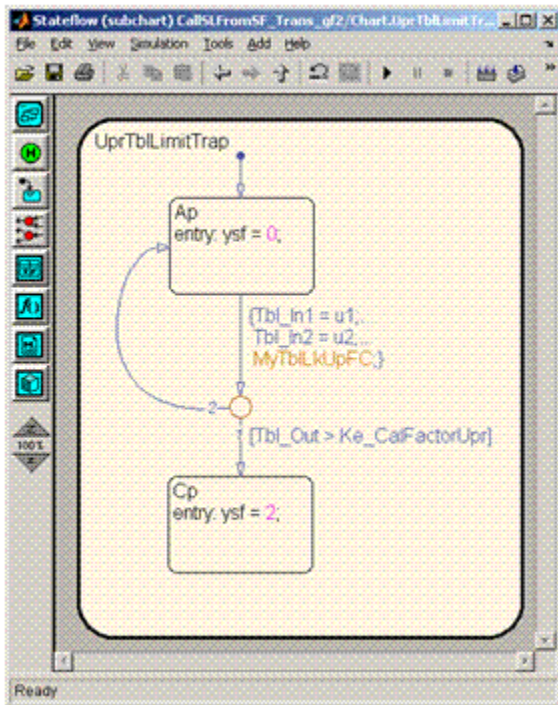 Stateflow (subchart) CallSLFromSF_Trans_gf2/Chart.UprTblLimitTr...
File Edit View Simulation Tools Add Help
UprTblLimitTrap
Ap
entry: ysf = 0;
{Tbl_In1 = u1;...
Tbl_In2 = u2;...
MyTblLkUpFC;}
2
1
[Tbl_Out > Ke_CalFactorUpr]
Cp
entry: ysf = 2;
100%
Ready